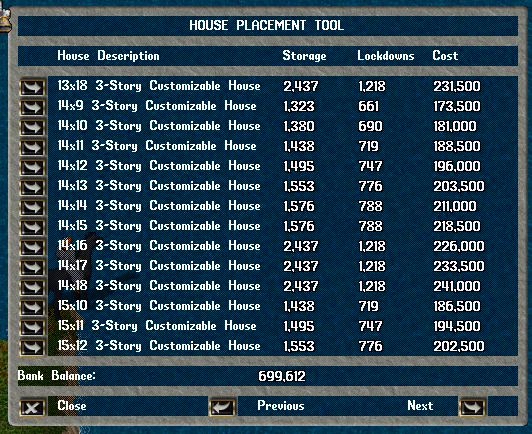 HOUSE PLACEMENT TOOL
House Description Storage Lockdowns Cost
13x18 3-Story Customizable House 2,437 1,218 231,500
14x9 3-Story Customizable House 1,323 661 173,500
14x10 3-Story Customizable House 1,380 690 181,000
14x11 3-Story Customizable House 1,438 719 188,500
14x12 3-Story Customizable House 1,495 747 196,000
14x13 3-Story Customizable House 1,553 776 203,500
14x14 3-Story Customizable House 1,576 788 211,000
14x15 3-Story Customizable House 1,576 788 218,500
14x16 3-Story Customizable House 2,437 1,218 226,000
14x17 3-Story Customizable House 2,437 1,218 233,500
14x18 3-Story Customizable House 2,437 1,218 241,000
15x10 3-Story Customizable House 1,438 719 186,500
15x11 3-Story Customizable House 1,495 747 194,500
15x12 3-Story Customizable House 1,553 776 202,500
Bank Balance: 699,612
Close Previous Next